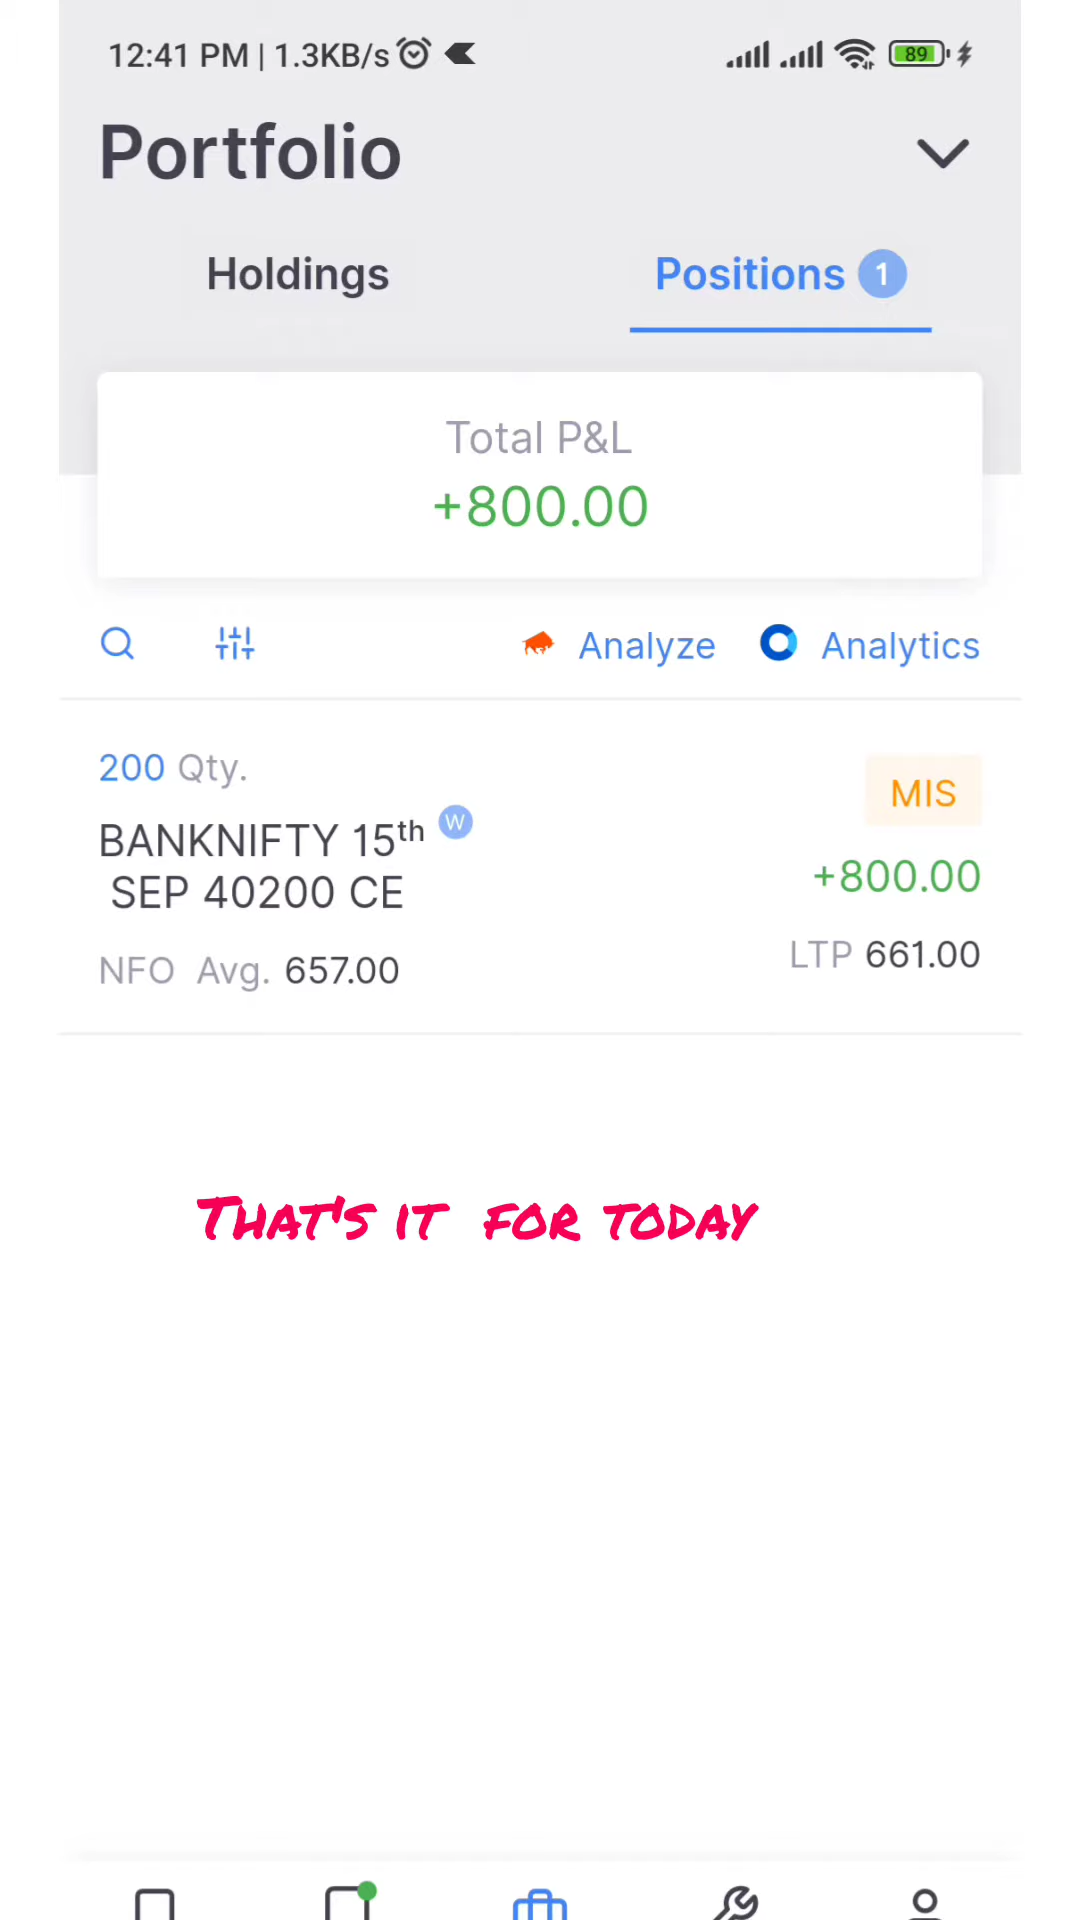 12:41 PM | 1.3KB/s 89
Portfolio
Holdings Positions 1
Total P&L
+800.00
Analyze Analytics
200 Qty. MIS
BANKNIFTY 15th W
SEP 40200 CE +800.00
NFO Avg. 657.00 LTP 661.00
THAT'S IT FOR TODAY